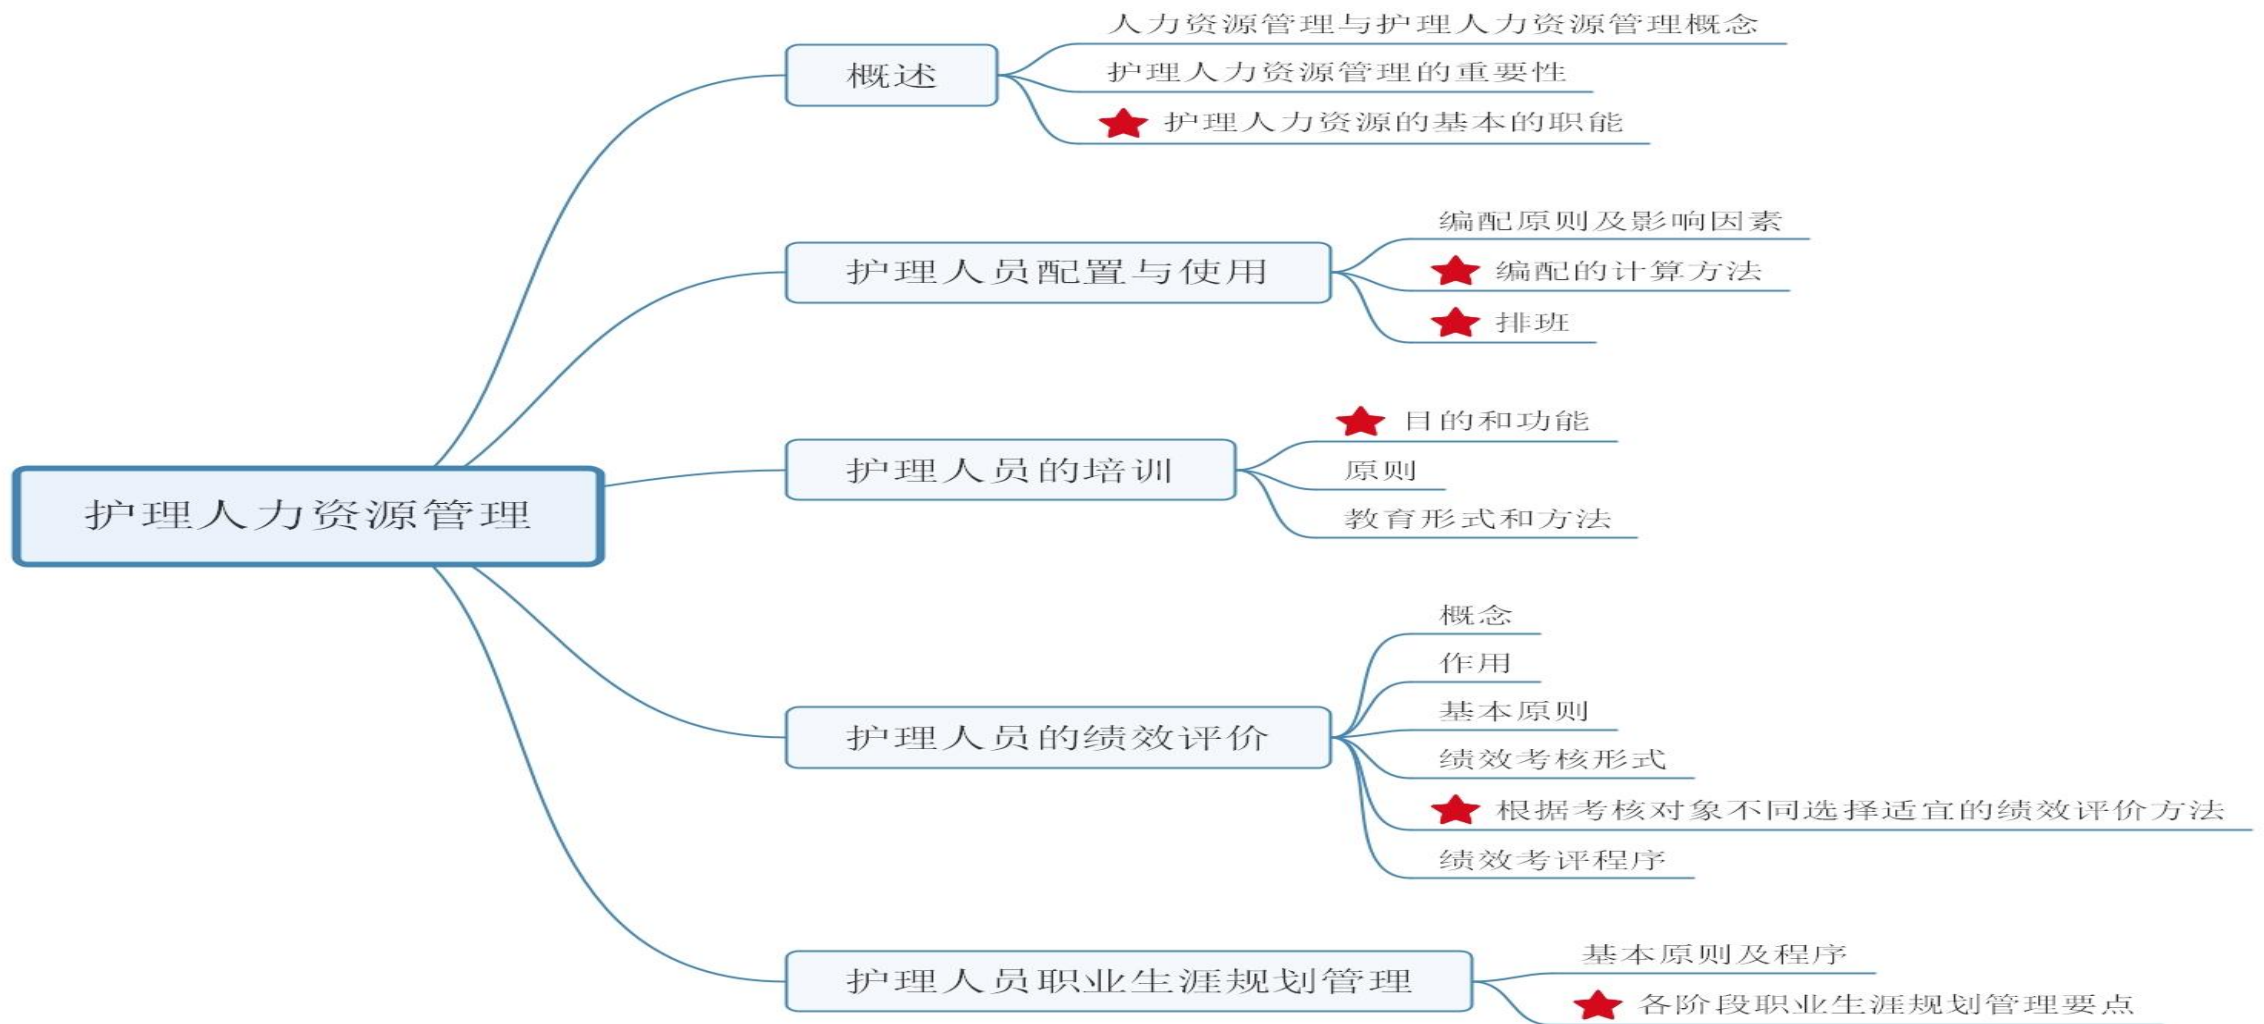 护理人力资源管理
概述
人力资源管理与护理人力资源管理概念
护理人力资源管理的重要性
护理人力资源的基本的职能
护理人员配置与使用
编配原则及影响因素
编配的计算方法
排班
护理人员的培训
目的和功能
原则
教育形式和方法
护理人员的绩效评价
概念
作用
基本原则
绩效考核形式
根据考核对象不同选择适宜的绩效评价方法
绩效考评程序
护理人员职业生涯规划管理
基本原则及程序
各阶段职业生涯规划管理要点